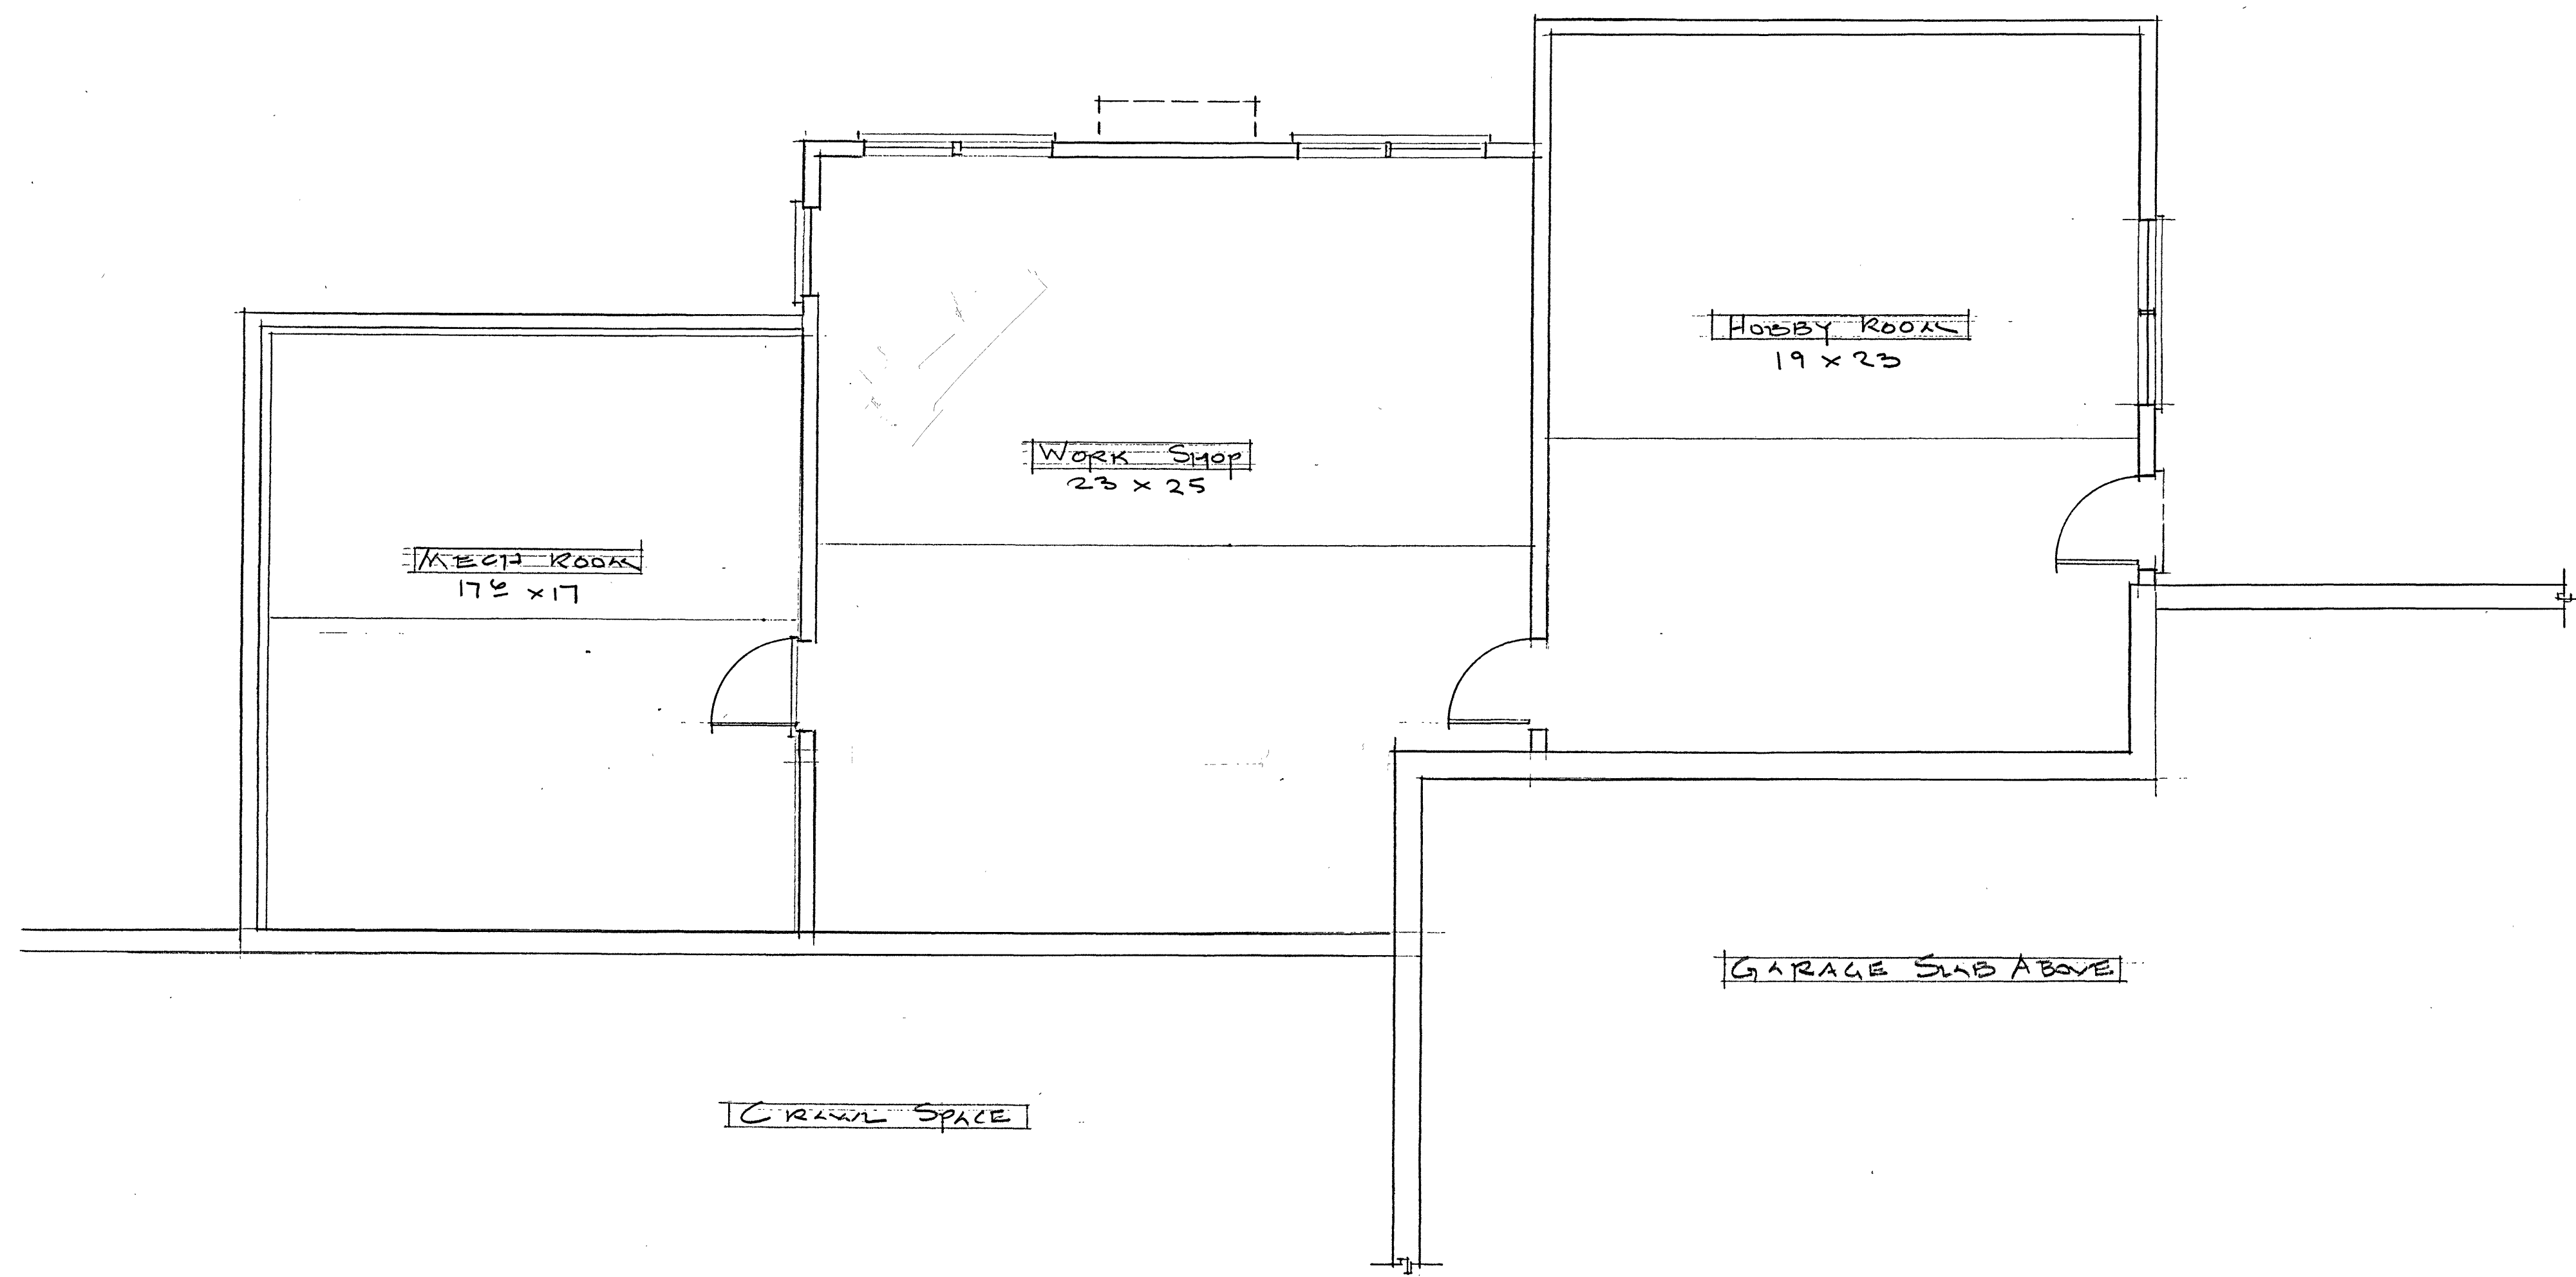 HOBBY ROOM
19 x 23
WORK SHOP
23 x 25
MECH ROOM
17⁶ x 17
GARAGE SLAB ABOVE
CRAWL SPACE